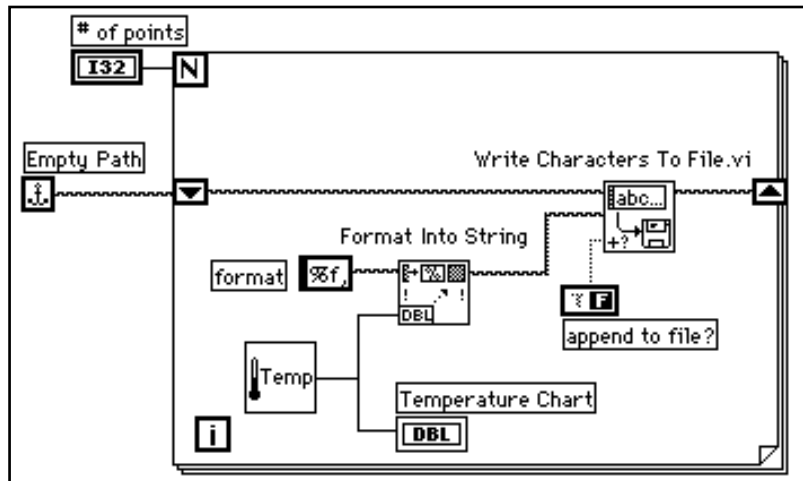 # of points
I32
N
Empty Path
Write Characters To File.vi
abc...
+?
Format Into String
format
%f,
%
! !
DBL
T F
append to file?
Temp
Temperature Chart
DBL
i